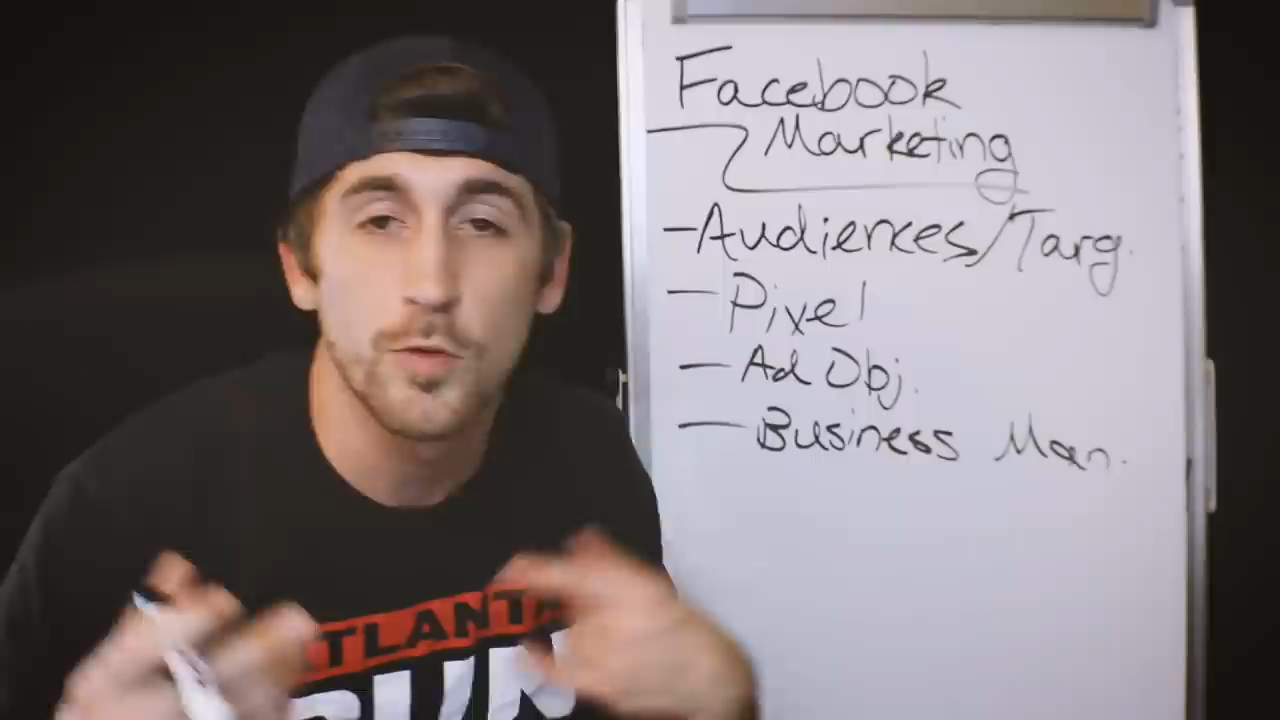 Facebook
Marketing
-Audiences/Targ.
- Pixel
- Ad Obj.
- Business Man.
ATLANTA